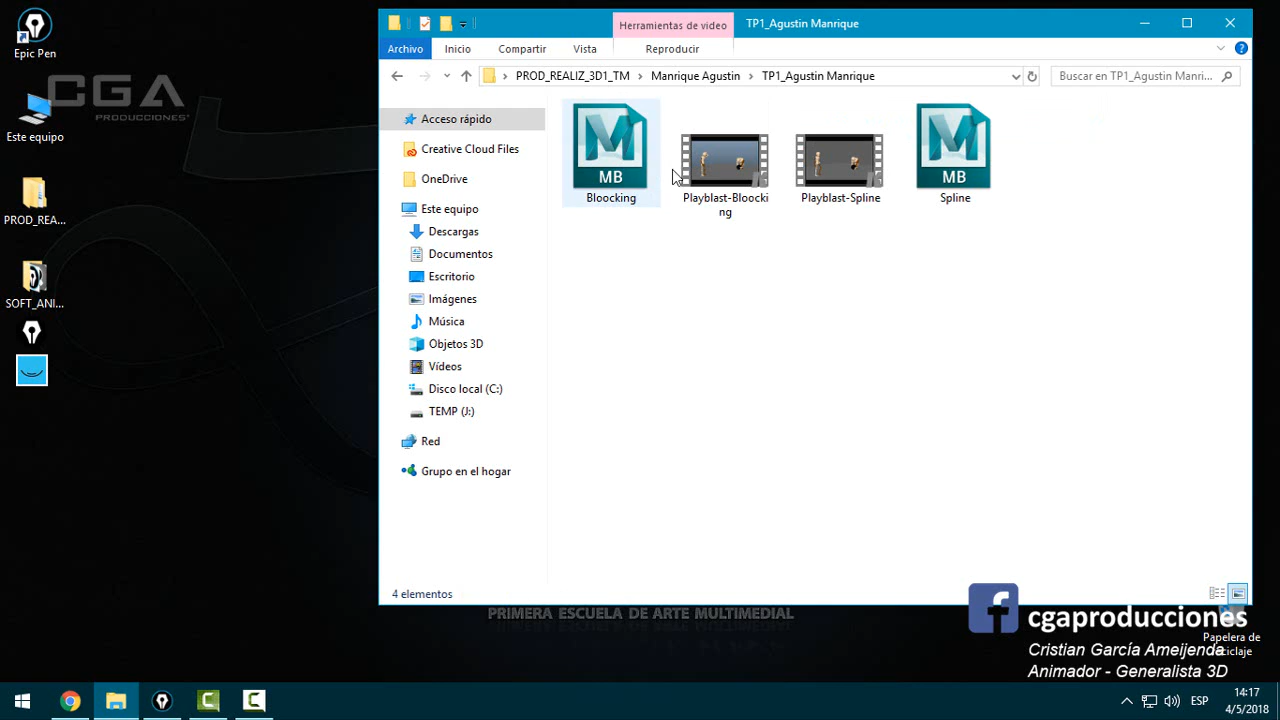 Epic Pen
CGA
PRODUCCIONES
Este equipo
PROD_REA...
SOFT_ANI...
Herramientas de video
TP1_Agustin Manrique
Archivo
Inicio
Compartir
Vista
Reproducir
PROD_REALIZ_3D1_TM
Manrique Agustin
TP1_Agustin Manrique
Buscar en TP1_Agustin Manri...
Acceso rápido
Creative Cloud Files
OneDrive
Este equipo
Descargas
Documentos
Escritorio
Imágenes
Música
Objetos 3D
Vídeos
Disco local (C:)
TEMP (J:)
Red
Grupo en el hogar
MB
Bloocking
Playblast-Bloocki
ng
Playblast-Spline
MB
Spline
4 elementos
PRIMERA ESCUELA DE ARTE MULTIMEDIAL
cgaproducciones
Cristian García Ameijenda
Animador - Generalista 3D
Papelera de
reciclaje
ESP
14:17
4/5/2018